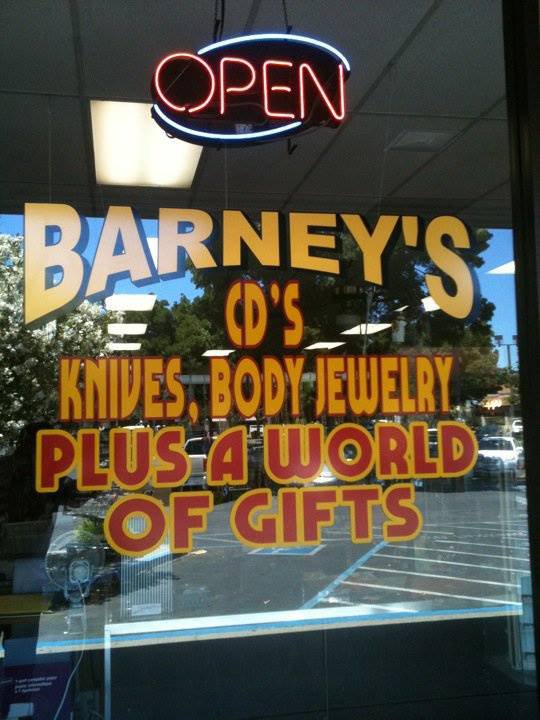 OPEN
BARNEY'S
CD'S
KNIVES, BODY JEWELRY
PLUS A WORLD
OF GIFTS